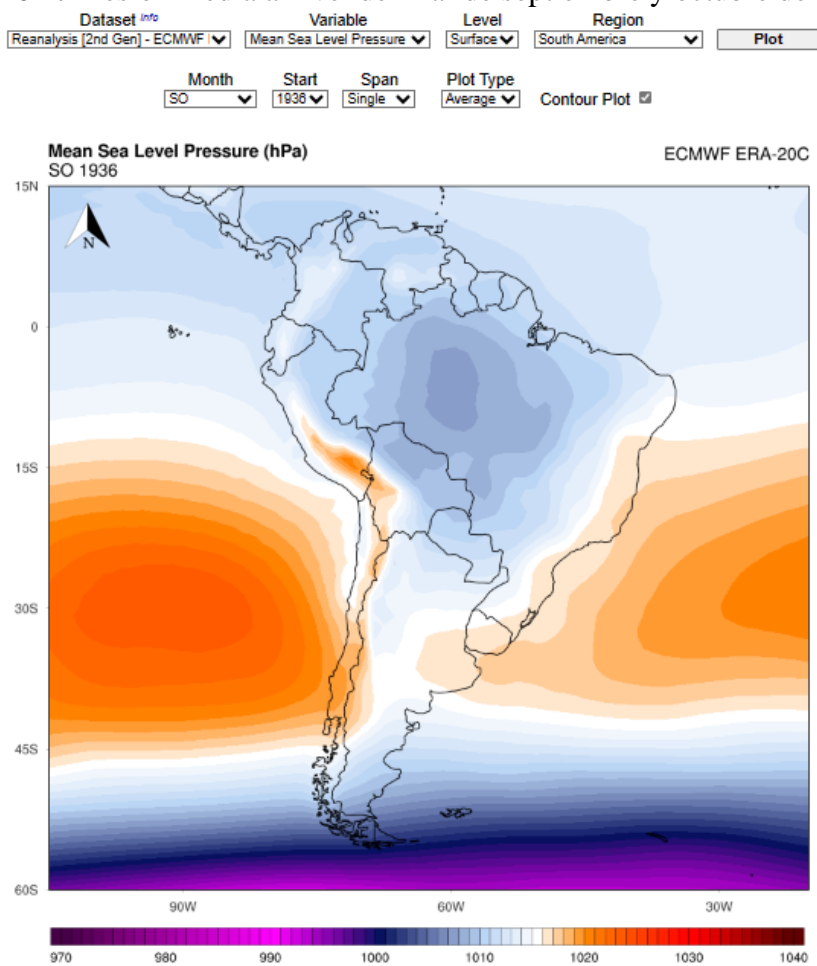 Dataset Info Variable Level Region
Reanalysis [2nd Gen] - ECMWF Mean Sea Level Pressure Surface South America Plot
Month Start Span Plot Type
SO 1936 Single Average Contour Plot
Mean Sea Level Pressure (hPa)
SO 1936 ECMWF ERA-20C
15N
N
0
15S
30S
45S
60S
90W 60W 30W
970 980 990 1000 1010 1020 1030 1040